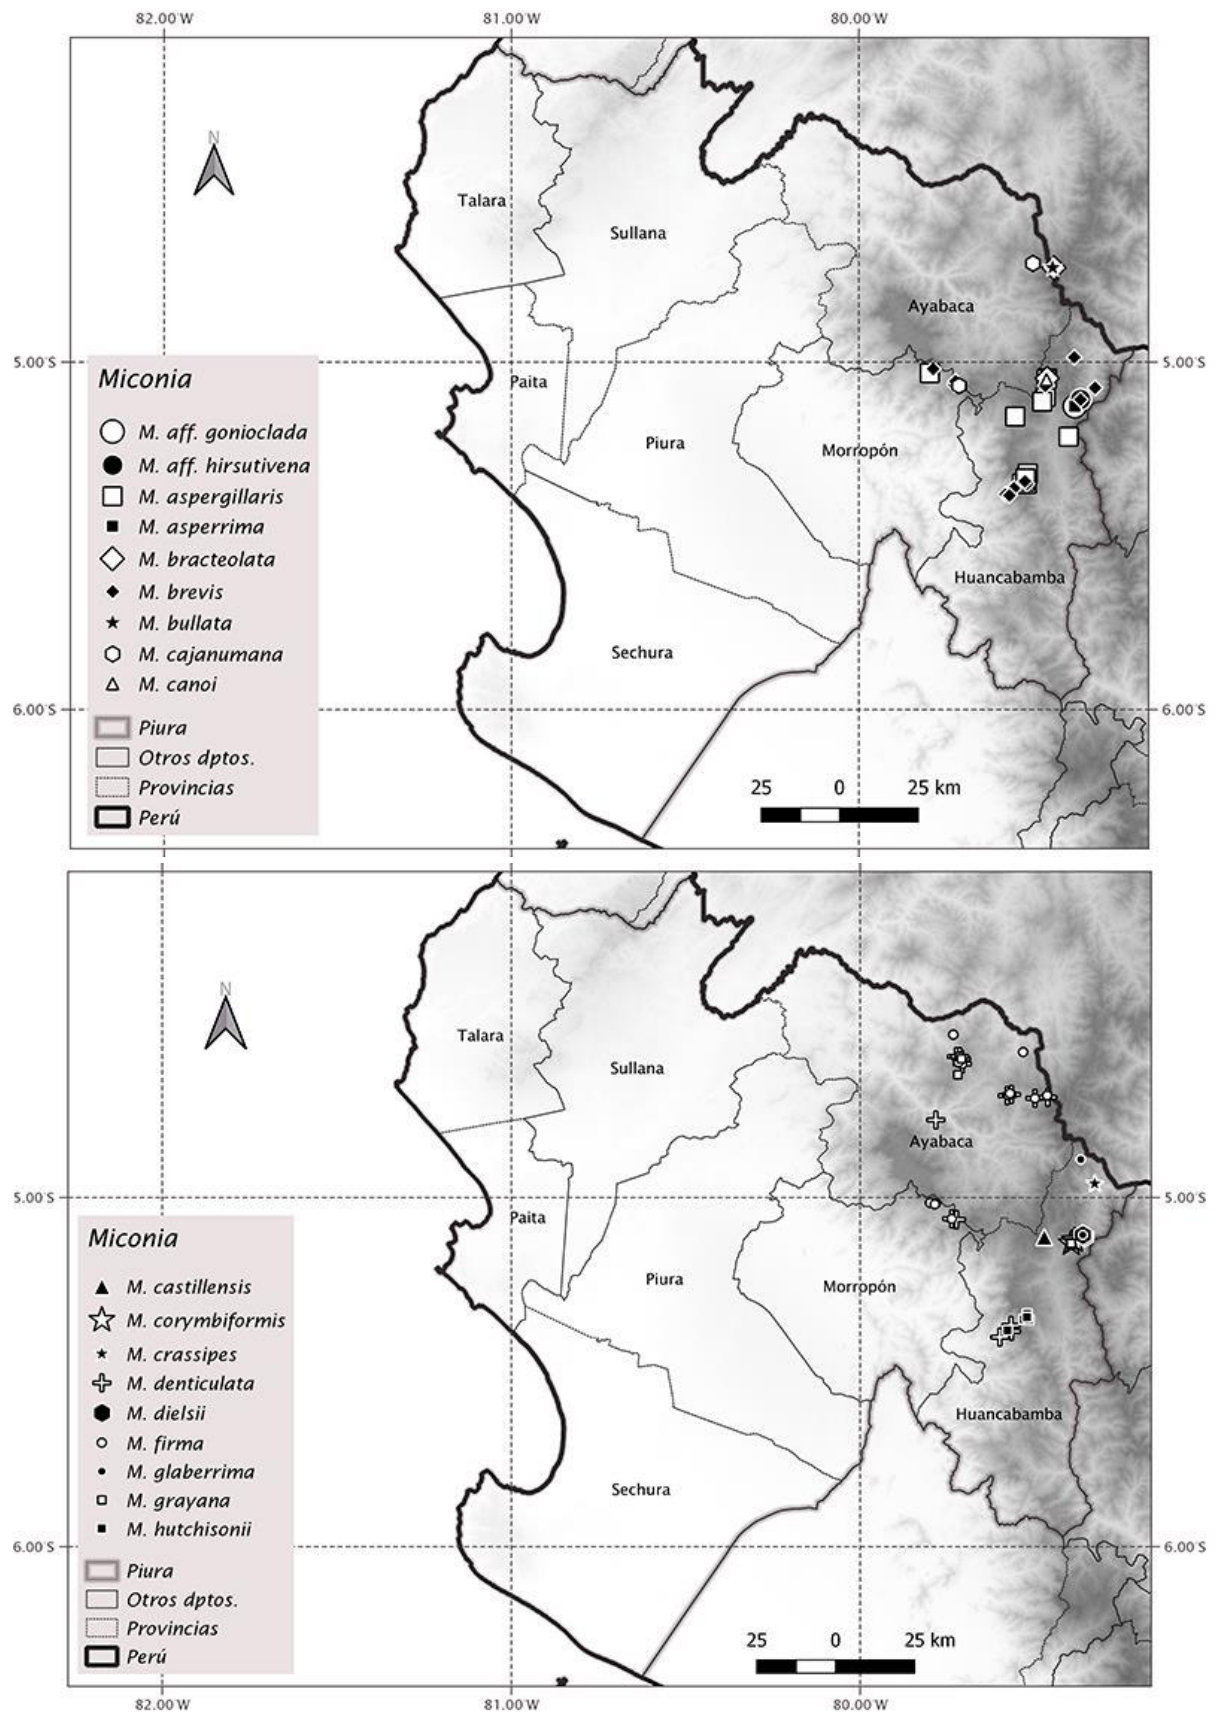 82.00°W 81.00°W 80.00°W
N
Talara
Sullana
Ayabaca
5.00°S 5.00°S
Miconia
Paita
M. aff. gonioclada
Piura
Morropón
M. aff. hirsutivena
M. aspergillaris
M. asperrima
M. bracteolata
Huancabamba
M. brevis
M. bullata
Sechura
M. cajanumana
M. canoi
6.00°S 6.00°S
Piura
Otros dptos.
Provincias
25 0 25 km
Perú
N
Talara
Sullana
Ayabaca
5.00°S 5.00°S
Paita
Miconia
Piura
Morropón
M. castillensis
M. corymbiformis
M. crassipes
M. denticulata
M. dielsii
Huancabamba
M. firma
M. glaberrima
Sechura
M. grayana
M. hutchisonii
6.00°S 6.00°S
Piura
Otros dptos.
Provincias
25 0 25 km
Perú
82.00°W 81.00°W 80.00°W